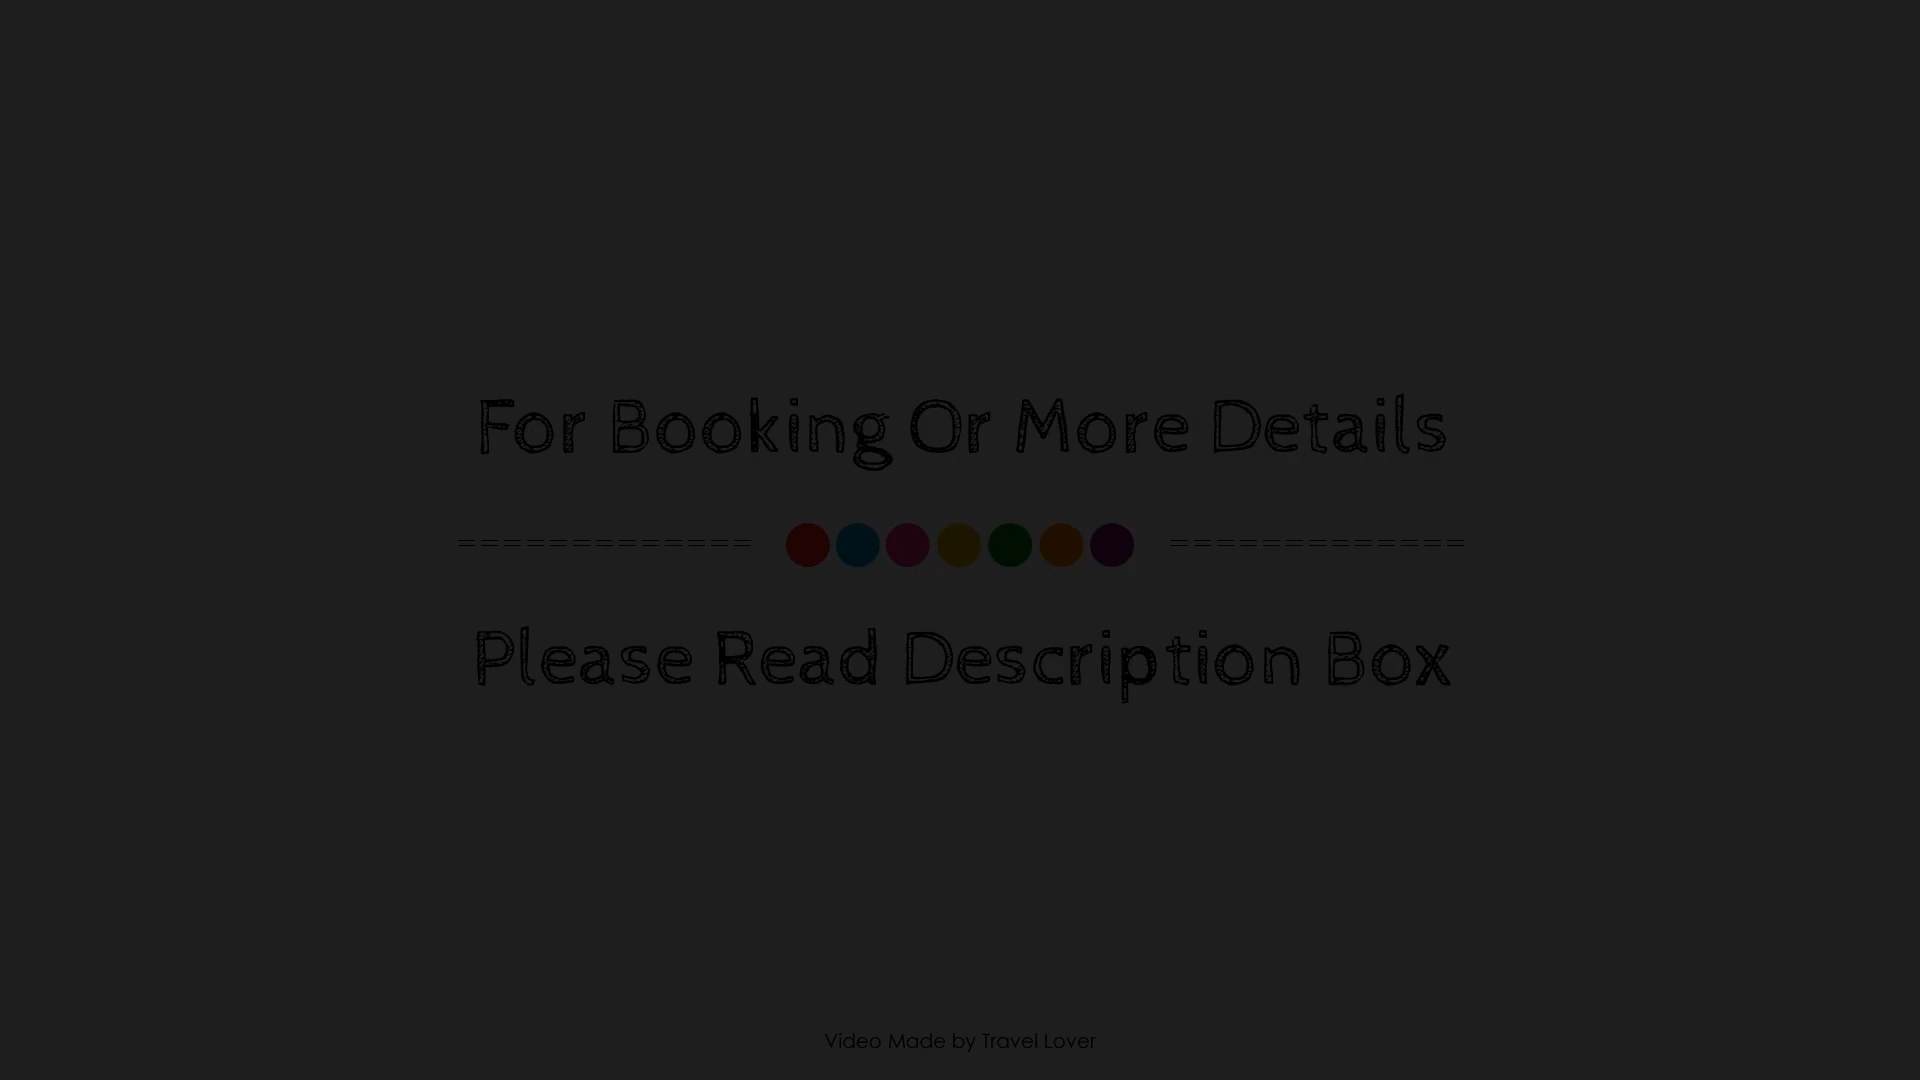 For Booking Or More Details
============= =============
Please Read Description Box
Video Made by Travel Lover